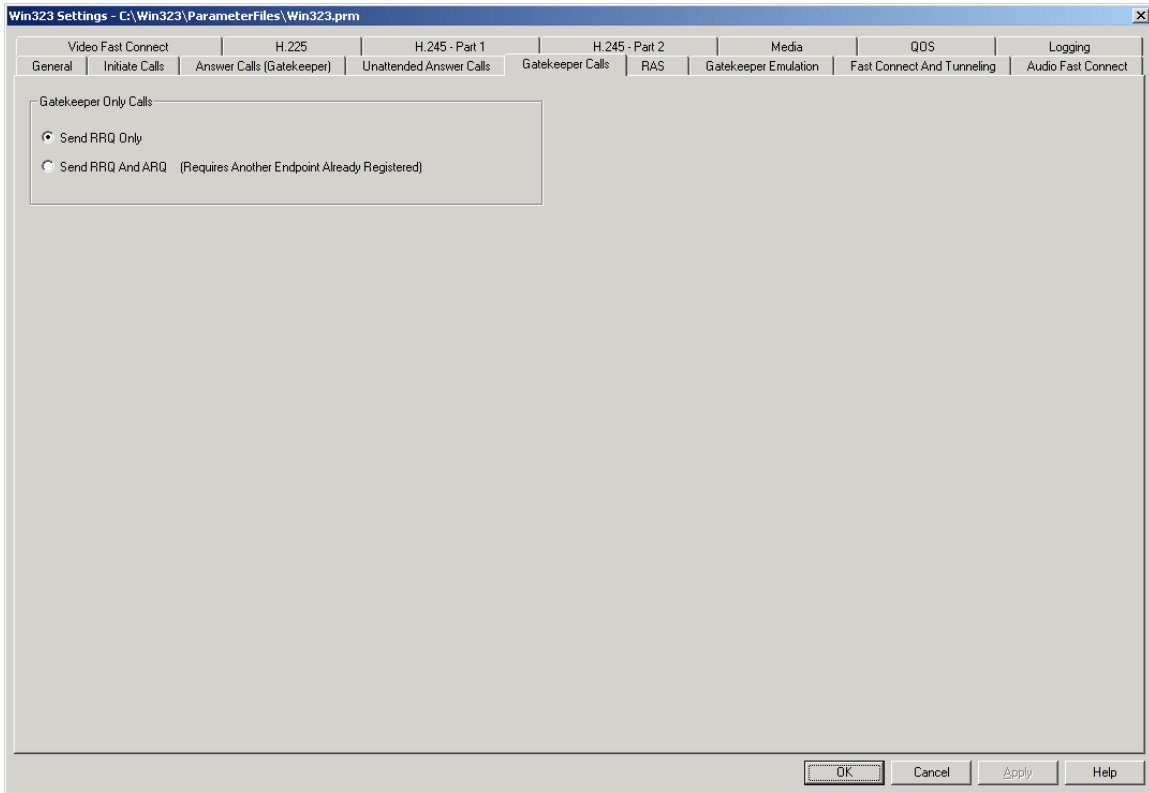 Win323 Settings - C:\Win323\ParameterFiles\Win323.prm
Video Fast Connect H.225 H.245 - Part 1 H.245 - Part 2 Media QOS Logging
General Initiate Calls Answer Calls (Gatekeeper) Unattended Answer Calls Gatekeeper Calls RAS Gatekeeper Emulation Fast Connect And Tunneling Audio Fast Connect
Gatekeeper Only Calls
Send RRQ Only
Send RRQ And ARQ (Requires Another Endpoint Already Registered)
OK Cancel Apply Help